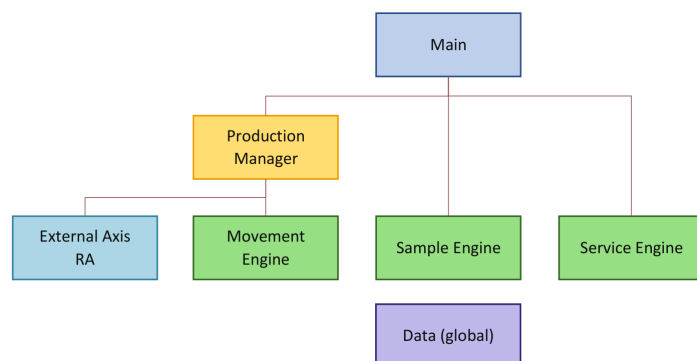 Main
Production
Manager
External Axis
RA
Movement
Engine
Sample Engine
Service Engine
Data (global)